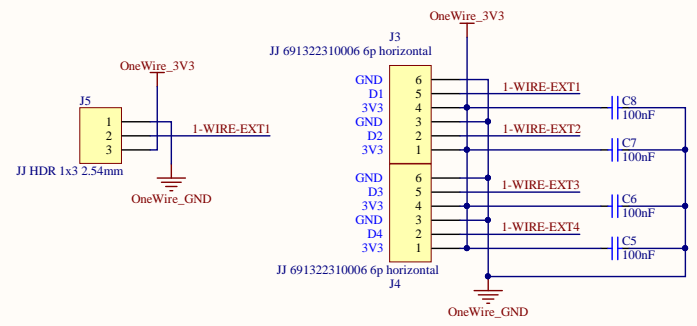 OneWire_3V3
J3
JJ 691322310006 6p horizontal
OneWire_3V3
J5
1
2
3
1-WIRE-EXT1
JJ HDR 1x3 2.54mm
OneWire_GND
GND 6
D1 5 1-WIRE-EXT1
3V3 4
GND 3
D2 2 1-WIRE-EXT2
3V3 1
GND 6
D3 5 1-WIRE-EXT3
3V3 4
GND 3
D4 2 1-WIRE-EXT4
3V3 1
C8
100nF
C7
100nF
C6
100nF
C5
100nF
JJ 691322310006 6p horizontal
J4
OneWire_GND